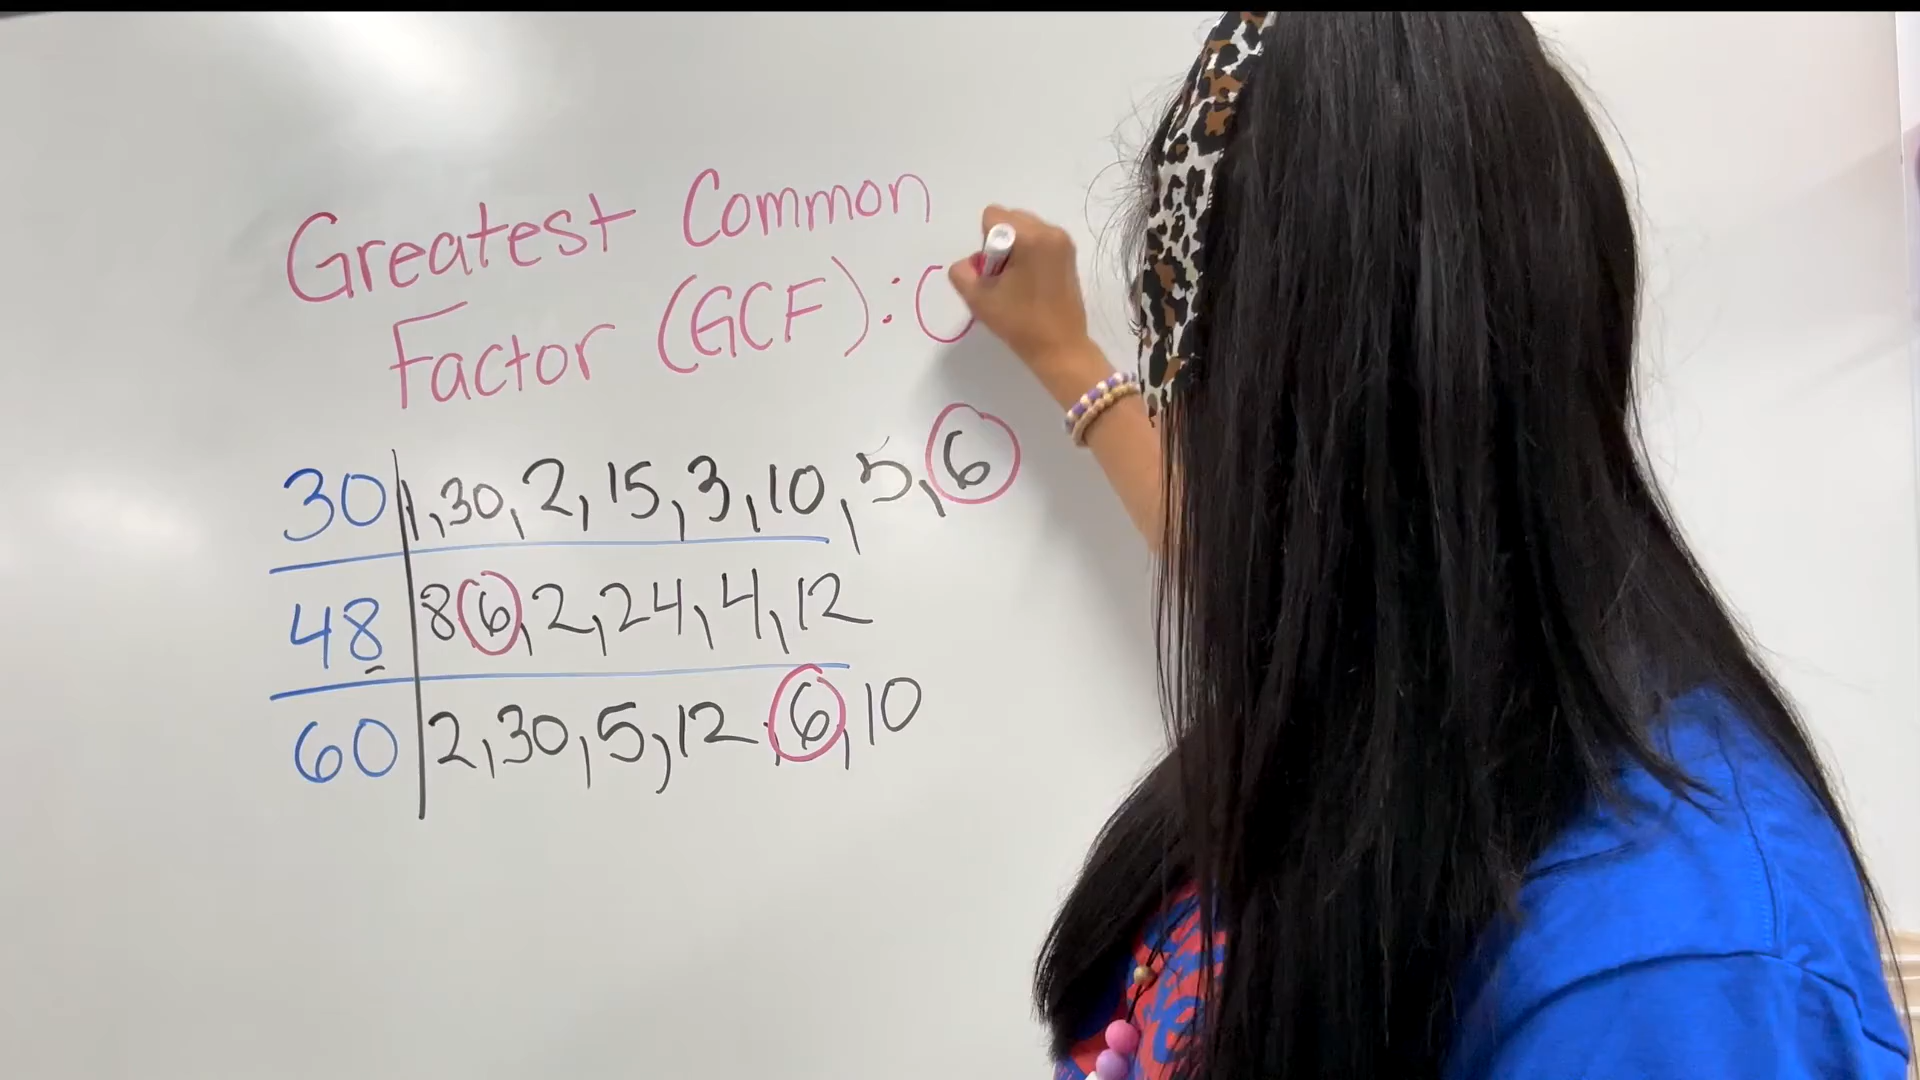 Greatest Common
Factor (GCF):
30 1, 30, 2, 15, 3, 10, 5, 6
48 8 6, 2, 24, 4, 12
60 2, 30, 5, 12, 6, 10